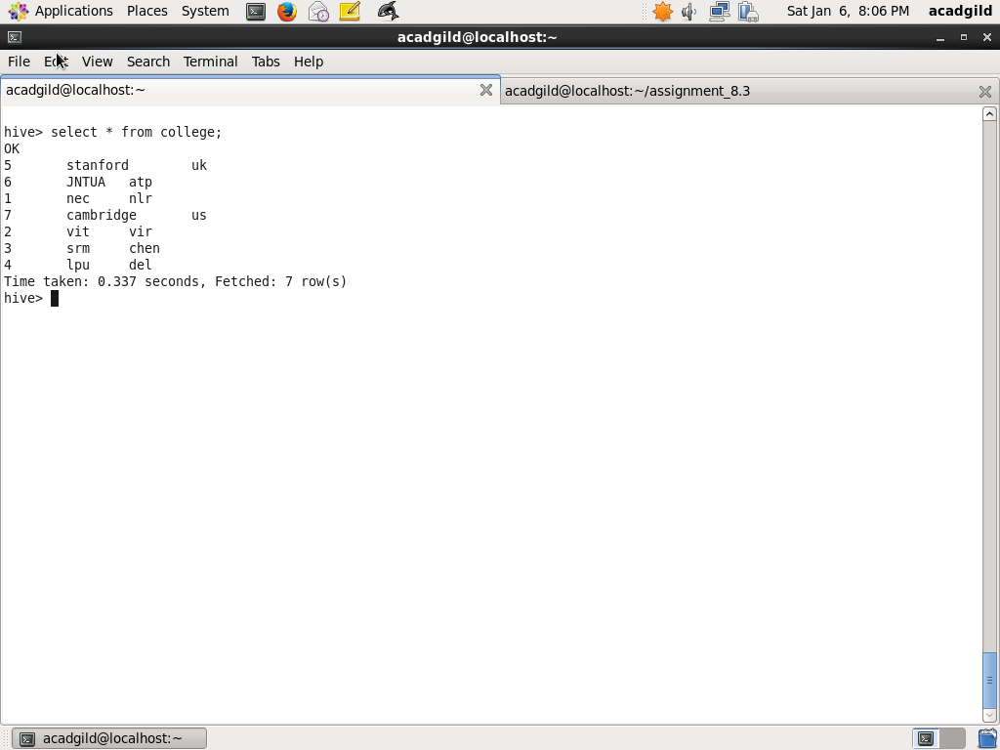 Applications Places System Sat Jan 6, 8:06 PM acadgild
acadgild@localhost:~
File Edit View Search Terminal Tabs Help
acadgild@localhost:~ acadgild@localhost:~/assignment_8.3
hive> select * from college;
OK
5 stanford uk
6 JNTUA atp
1 nec nlr
7 cambridge us
2 vit vir
3 srm chen
4 lpu del
Time taken: 0.337 seconds, Fetched: 7 row(s)
hive>
acadgild@localhost:~